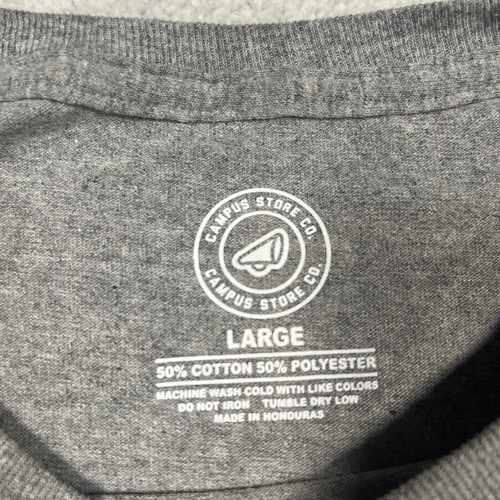 CAMPUS STORE CO.
CAMPUS STORE CO.
LARGE
50% COTTON 50% POLYESTER
MACHINE WASH COLD WITH LIKE COLORS
DO NOT IRON TUMBLE DRY LOW
MADE IN HONDURAS